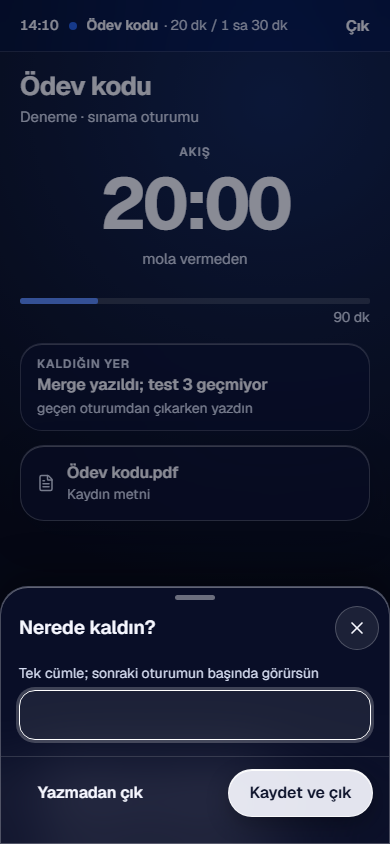 14:10 Ödev kodu · 20 dk / 1 sa 30 dk Çık
Ödev kodu
Deneme · sınama oturumu
AKIŞ
20:00
mola vermeden
90 dk
KALDIĞIN YER
Merge yazıldı; test 3 geçmiyor
geçen oturumdan çıkarken yazdın
Ödev kodu.pdf
Kaydın metni
Nerede kaldın?
Tek cümle; sonraki oturumun başında görürsün
Yazmadan çık Kaydet ve çık